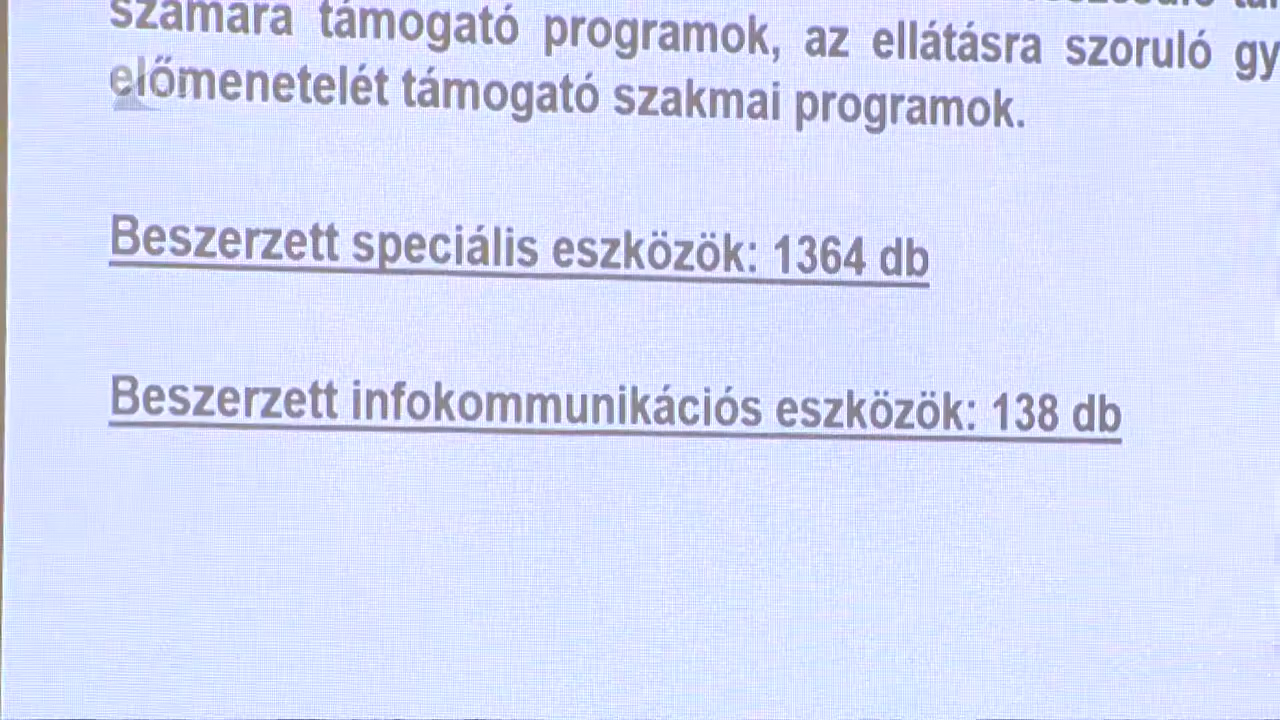 számára támogató programok, az ellátásra szoruló
előmenetelét támogató szakmai programok.
Beszerzett speciális eszközök: 1364 db
Beszerzett infokommunikációs eszközök: 138 db